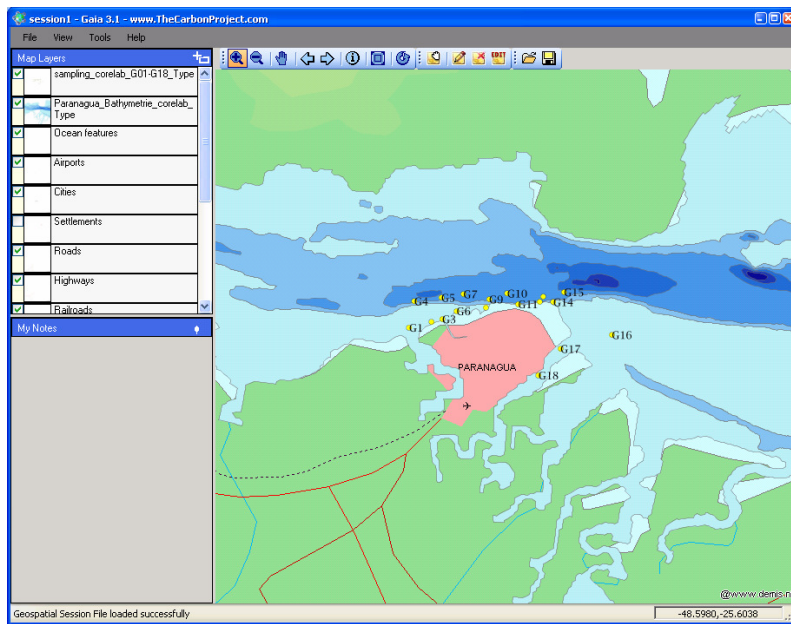 session1 - Gaia 3.1 - www.TheCarbonProject.com
File View Tools Help
Map Layers
sampling_corelab_G01-G18_Type
Paranagua_Bathymetrie_corelab_
Type
Ocean features
Airports
Cities
Settlements
Roads
Highways
Railroads
My Notes
EDIT
G4 G5 G7 G9 G10 G11 G14 G15
G1 G3 G6 G16
G17
PARANAGUA
G18
@www.demis.n
Geospatial Session File loaded successfully
-48.5980,-25.6038